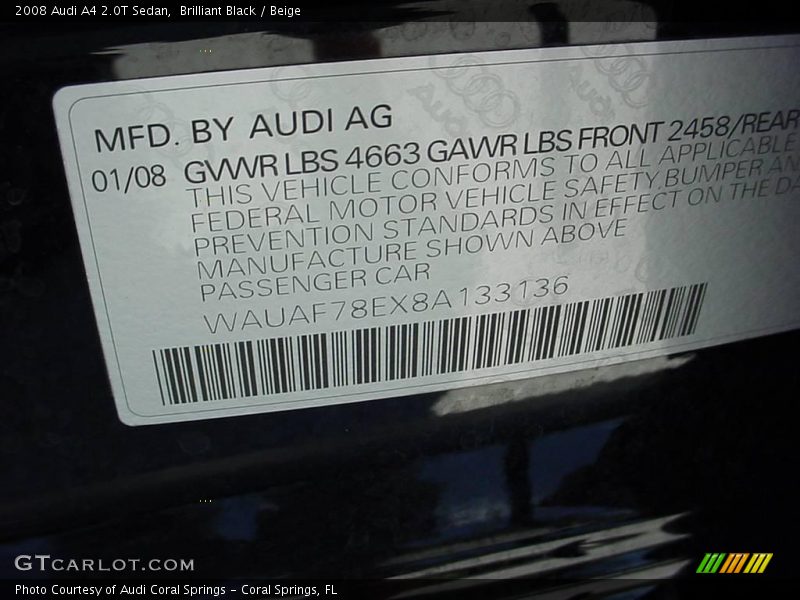 2008 Audi A4 2.0T Sedan,  Brilliant Black / Beige
MFD. BY AUDI AG
01/08 GVWR LBS 4663 GAWR LBS FRONT 2458/REAR
THIS VEHICLE CONFORMS TO ALL APPLICABLE
FEDERAL MOTOR VEHICLE SAFETY, BUMPER AN
PREVENTION STANDARDS IN EFFECT ON THE DA
MANUFACTURE SHOWN ABOVE
PASSENGER CAR
WAUAF78EX8A133136
GTCARLOT.COM
Photo Courtesy of Audi Coral Springs - Coral Springs, FL